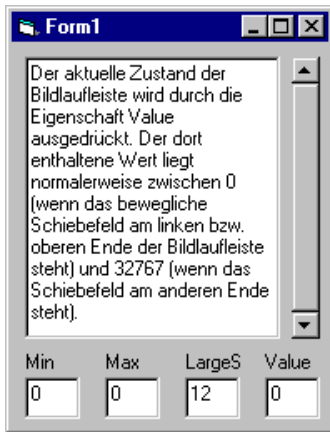 Form1
Der aktuelle Zustand der
Bildlaufleiste wird durch die
Eigenschaft Value
ausgedrückt. Der dort
enthaltene Wert liegt
normalerweise zwischen 0
(wenn das bewegliche
Schiebefeld am linken bzw.
oberen Ende der Bildlaufleiste
steht) und 32767 (wenn das
Schiebefeld am anderen Ende
steht).
Min Max LargeS Value
0 0 12 0